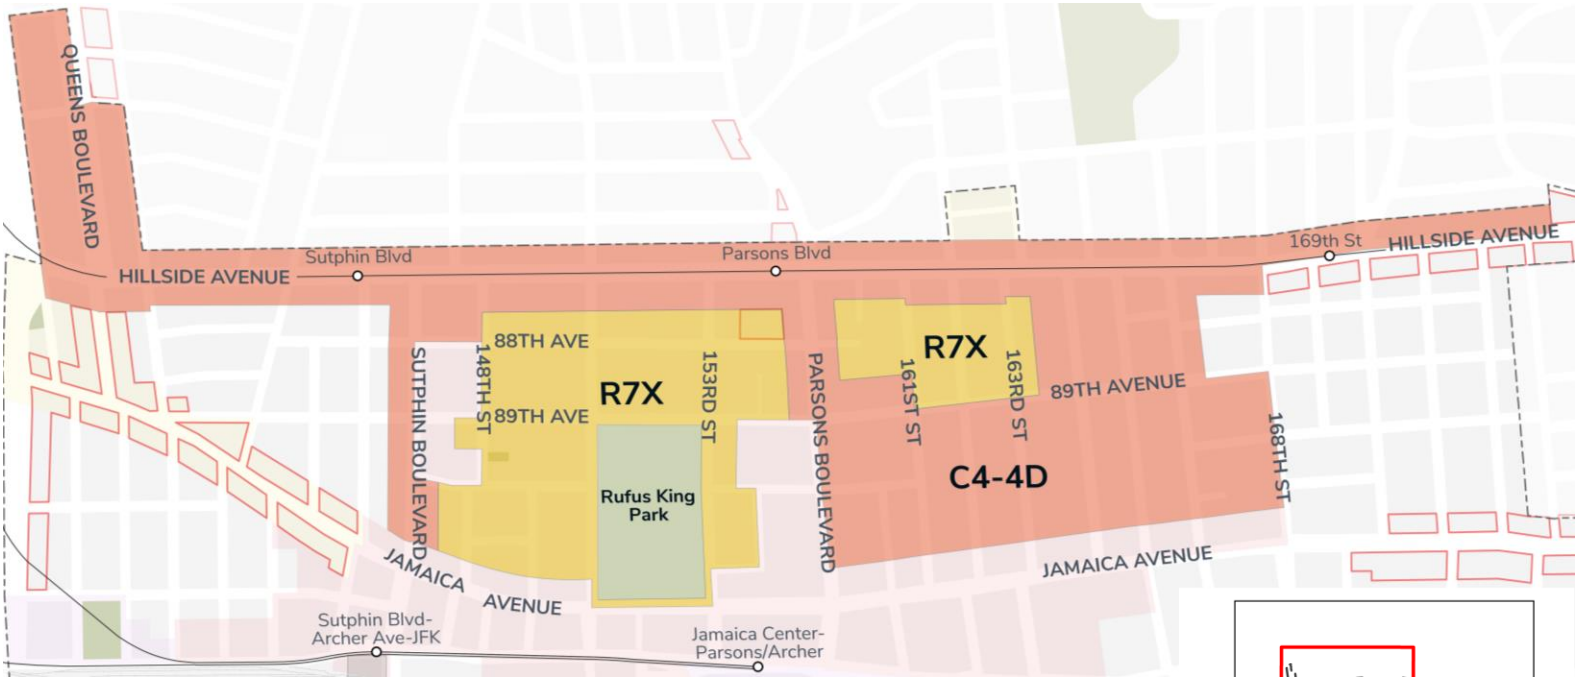 QUEENS BOULEVARD
Sutphin Blvd
Parsons Blvd
169th St
HILLSIDE AVENUE
HILLSIDE AVENUE
88TH AVE
R7X
R7X
148TH ST
153RD ST
161ST ST
163RD ST
89TH AVENUE
89TH AVE
SUTPHIN BOULEVARD
PARSONS BOULEVARD
168TH ST
C4-4D
Rufus King
Park
JAMAICA AVENUE
JAMAICA AVENUE
Sutphin Blvd-
Archer Ave-JFK
Jamaica Center-
Parsons/Archer